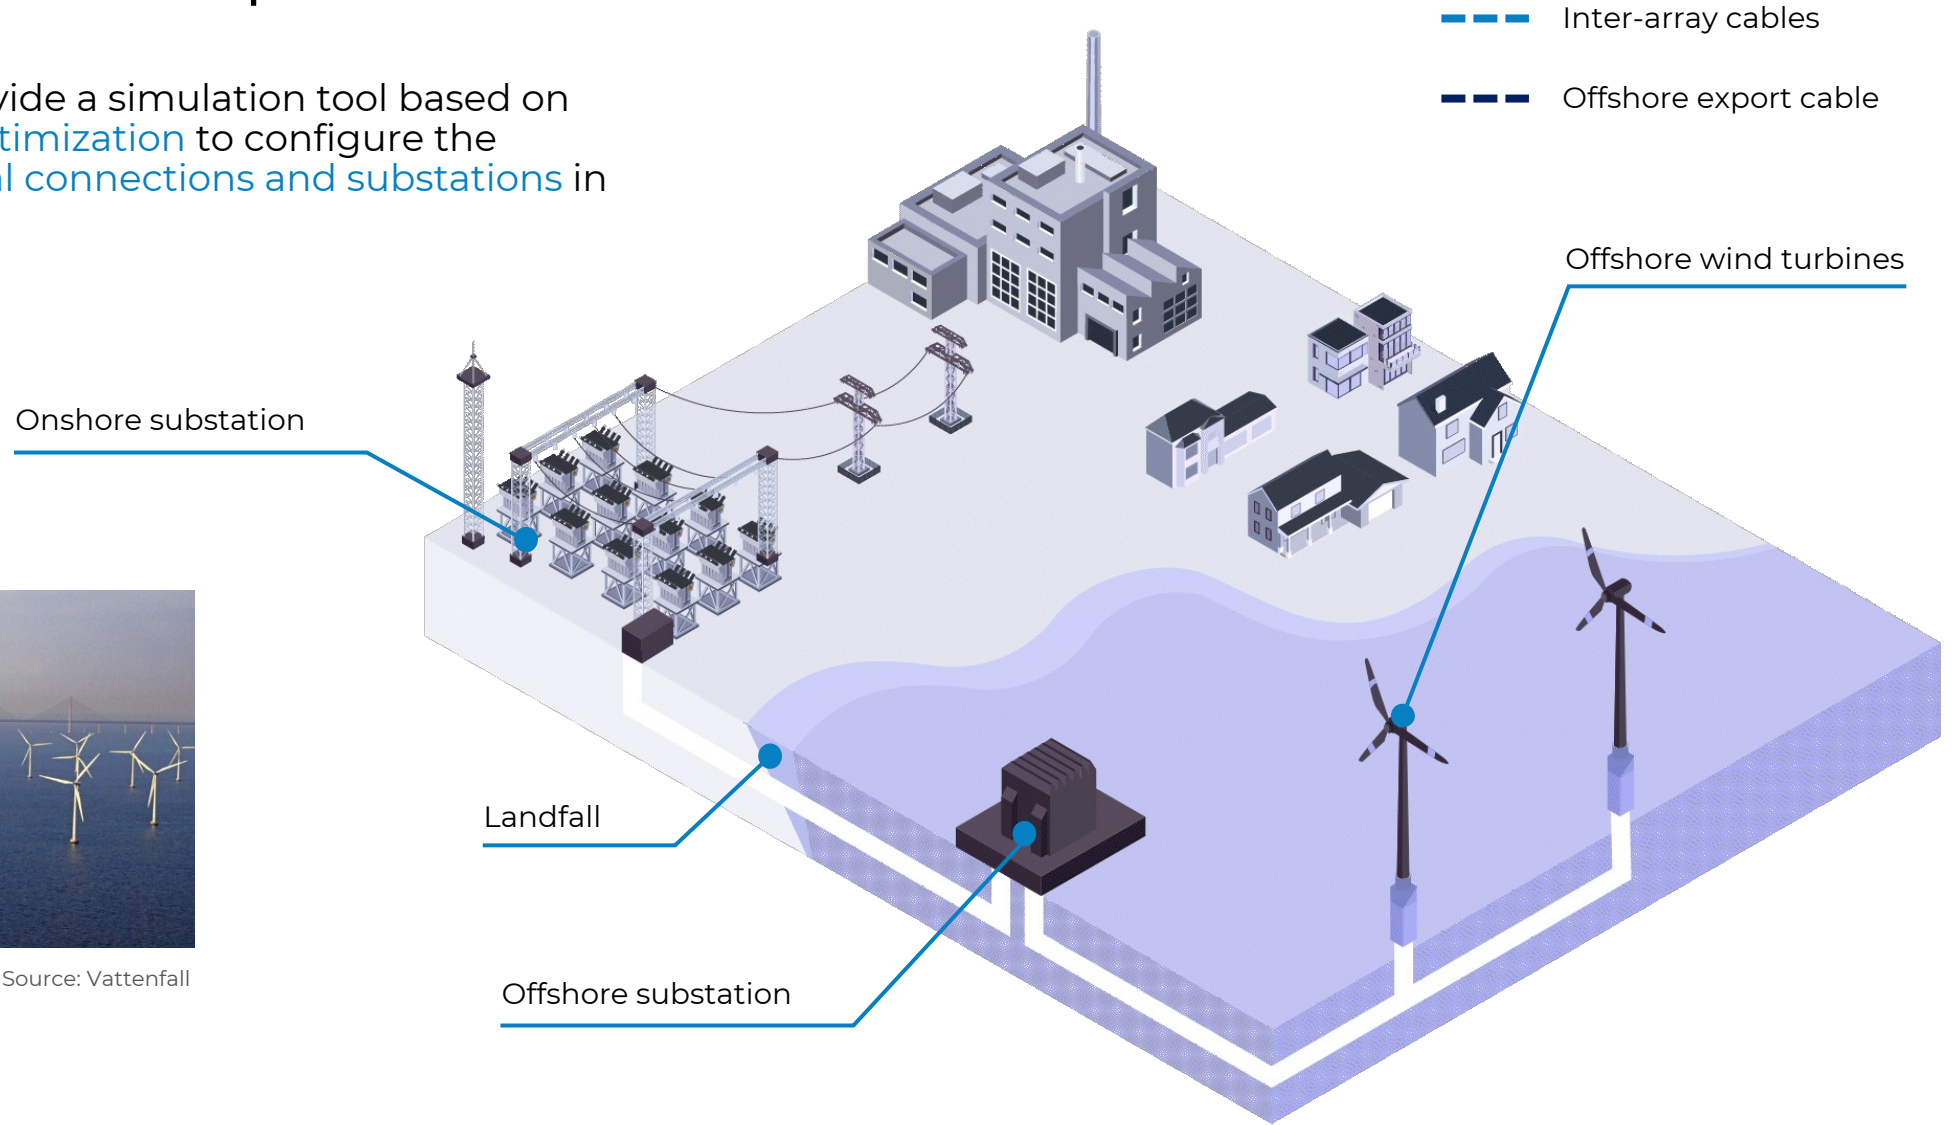 Inter-array cables
Offshore export cable
vide a simulation tool based on
timization to configure the
l connections and substations in
Offshore wind turbines
Onshore substation
Landfall
Offshore substation
Source: Vattenfall